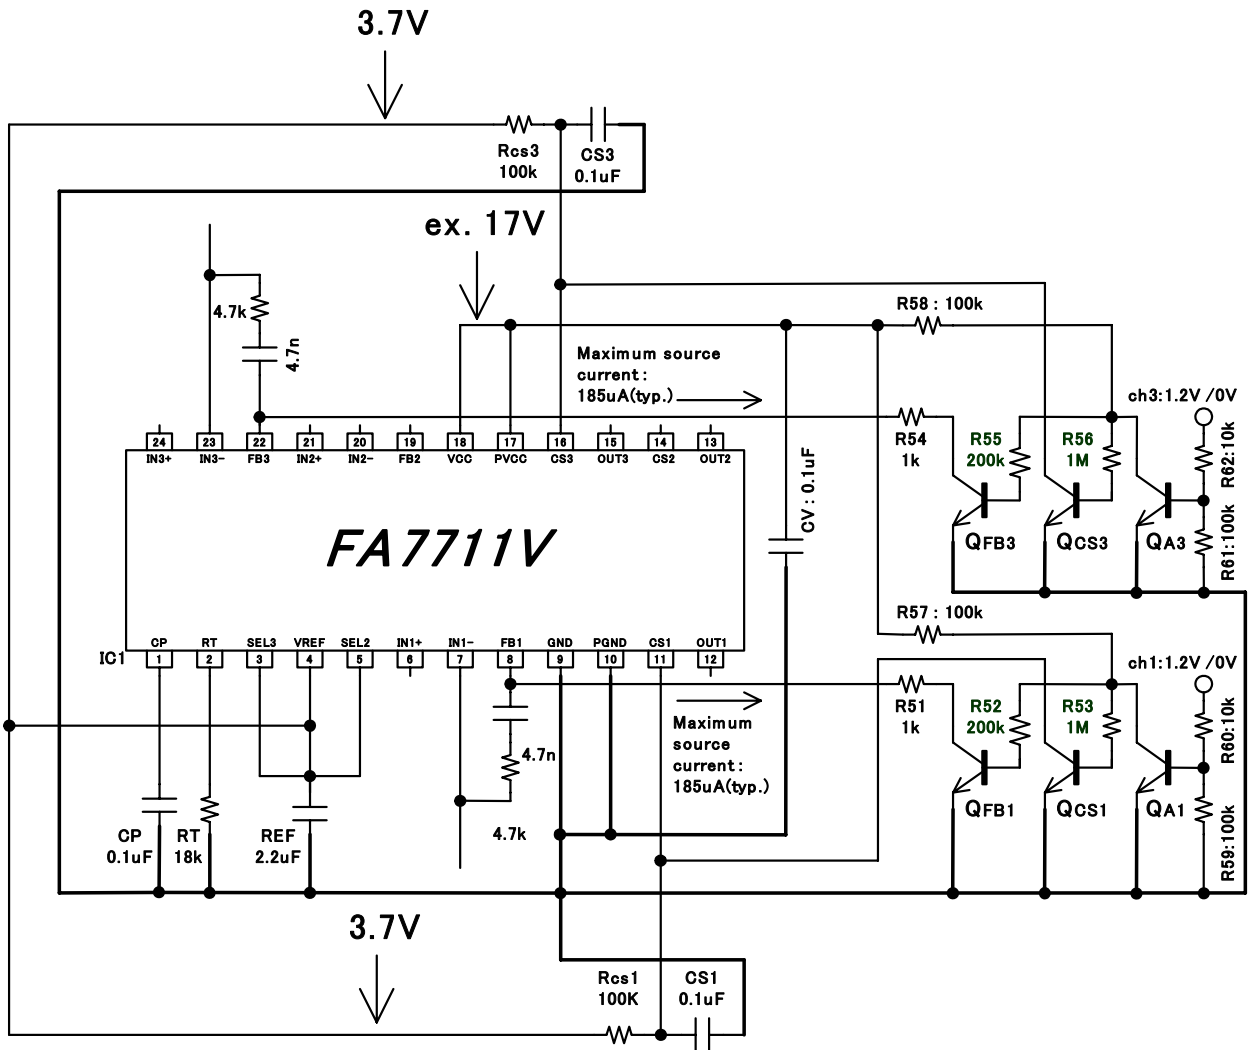 3.7V
Rcs3
100k
CS3
0.1uF
ex. 17V
4.7k
4.7n
R58 : 100k
Maximum source
current :
185uA(typ.)
ch3:1.2V /0V
R54
1k
R55
200k
R56
1M
R62:10k
24
23
22
21
20
19
18
17
16
15
14
13
IN3+
IN3-
FB3
IN2+
IN2-
FB2
VCC
PVCC
CS3
OUT3
CS2
OUT2
CV : 0.1uF
FA7711V
QFB3
QCS3
QA3
R61:100k
R57 : 100k
CP
RT
SEL3
VREF
SEL2
IN1+
IN1-
FB1
GND
PGND
CS1
OUT1
IC1
1
2
3
4
5
6
7
8
9
10
11
12
ch1:1.2V /0V
R51
1k
R52
200k
R53
1M
R60:10k
Maximum
source
current :
185uA(typ.)
4.7n
4.7k
QFB1
QCS1
QA1
R59:100k
CP
0.1uF
RT
18k
REF
2.2uF
3.7V
Rcs1
100K
CS1
0.1uF